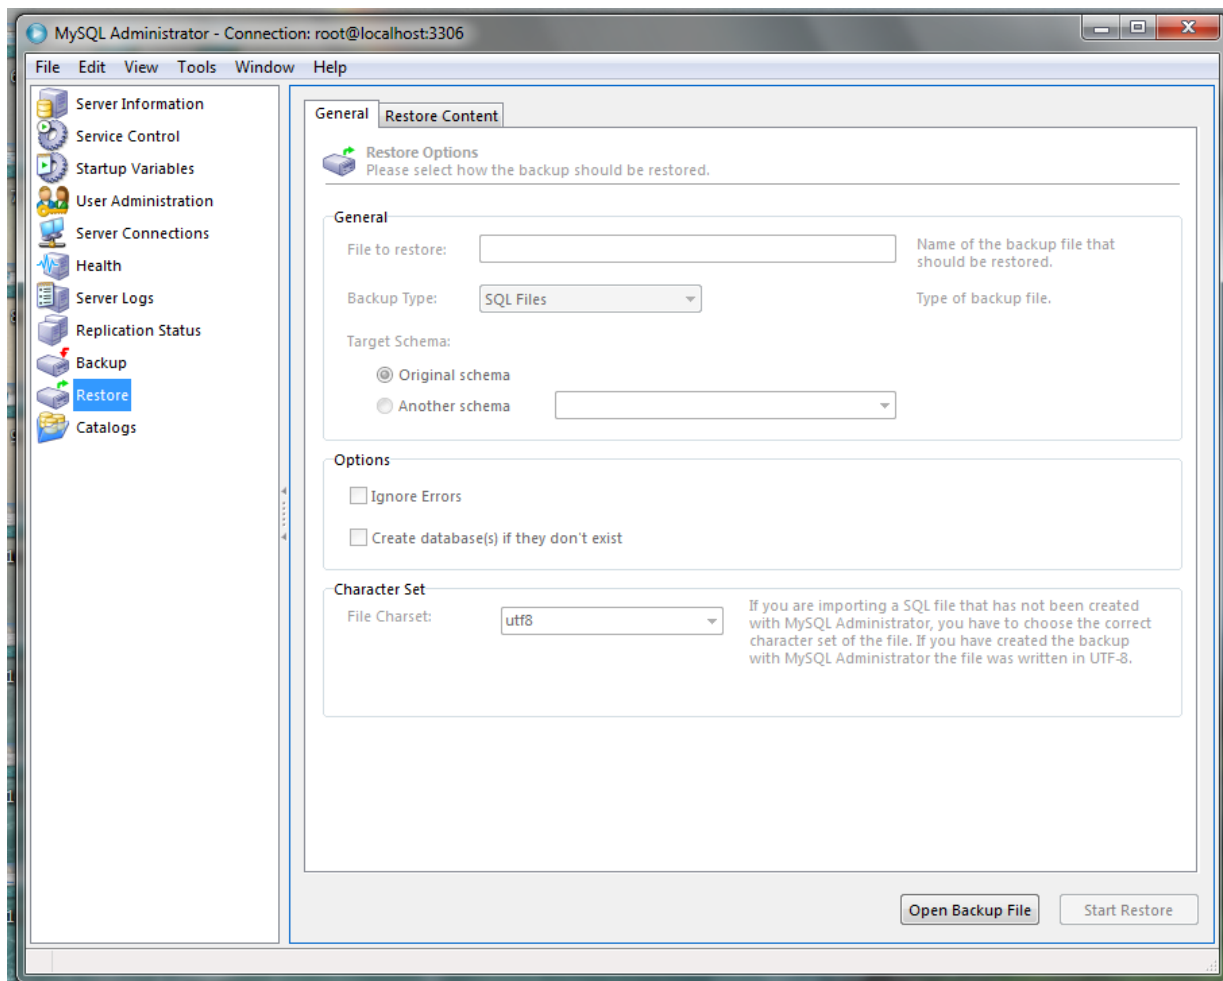 MySQL Administrator - Connection: root@localhost:3306
File Edit View Tools Window Help
Server Information
Service Control
Startup Variables
User Administration
Server Connections
Health
Server Logs
Replication Status
Backup
Restore
Catalogs
General Restore Content
Restore Options
Please select how the backup should be restored.
General
File to restore:
Name of the backup file that
should be restored.
Backup Type: SQL Files Type of backup file.
Target Schema:
Original schema
Another schema
Options
Ignore Errors
Create database(s) if they don't exist
Character Set
File Charset: utf8
If you are importing a SQL file that has not been created
with MySQL Administrator, you have to choose the correct
character set of the file. If you have created the backup
with MySQL Administrator the file was written in UTF-8.
Open Backup File Start Restore